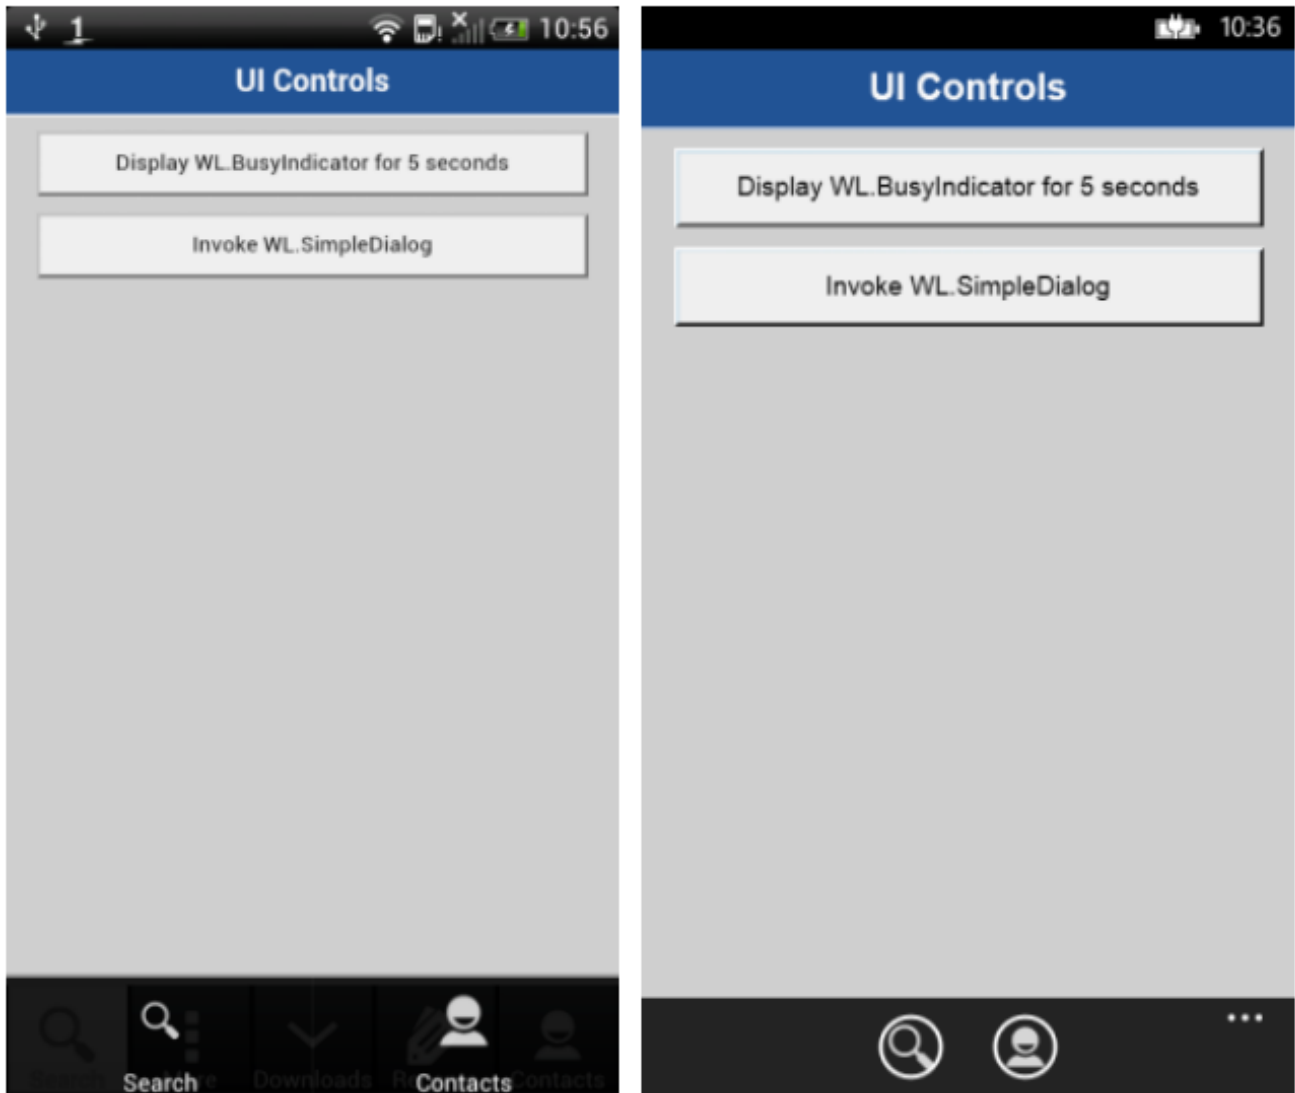 1 10:56
UI Controls
Display WL.BusyIndicator for 5 seconds
Invoke WL.SimpleDialog
Search Downloads Contacts Contacts
Search
10:36
UI Controls
Display WL.BusyIndicator for 5 seconds
Invoke WL.SimpleDialog